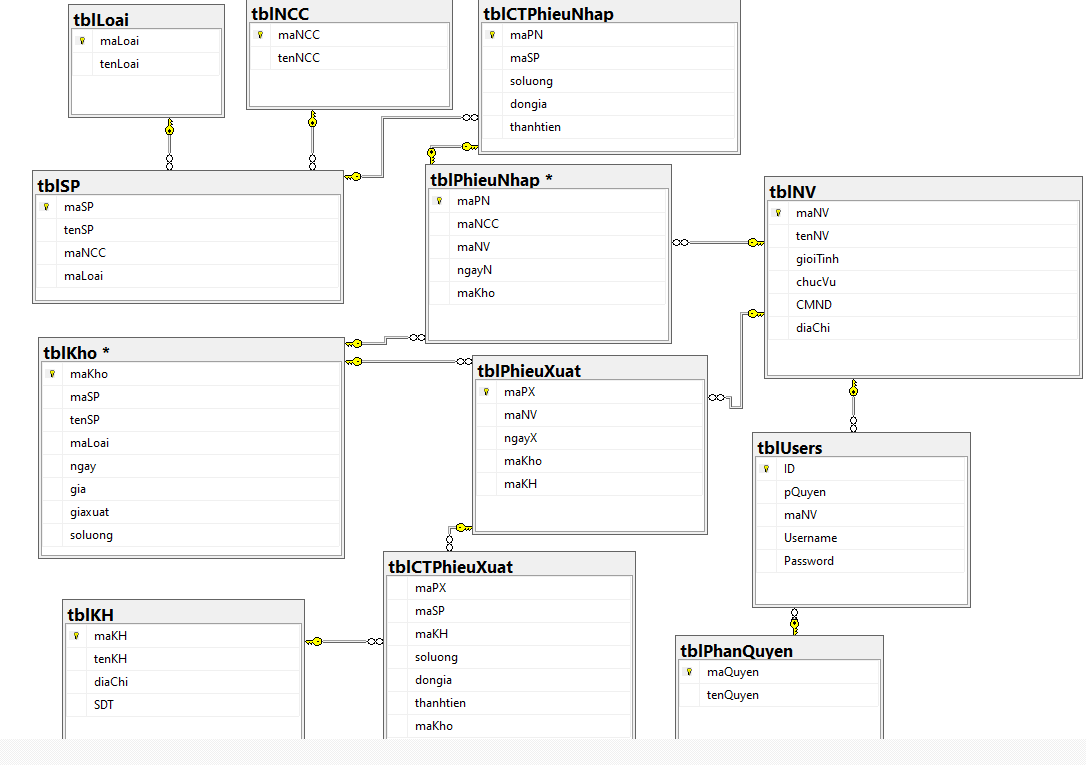 tblLoai
maLoai
tenLoai
tblNCC
maNCC
tenNCC
tblCTPhieuNhap
maPN
maSP
soluong
dongia
thanhtien
tblSP
maSP
tenSP
maNCC
maLoai
tblPhieuNhap *
maPN
maNCC
maNV
ngayN
maKho
tblNV
maNV
tenNV
gioiTinh
chucVu
CMND
diaChi
tblKho *
maKho
maSP
tenSP
maLoai
ngay
gia
giaxuat
soluong
tblPhieuXuat
maPX
maNV
ngayX
maKho
maKH
tblUsers
ID
pQuyen
maNV
Username
Password
tblCTPhieuXuat
maPX
maSP
maKH
soluong
dongia
thanhtien
maKho
tblKH
maKH
tenKH
diaChi
SDT
tblPhanQuyen
maQuyen
tenQuyen